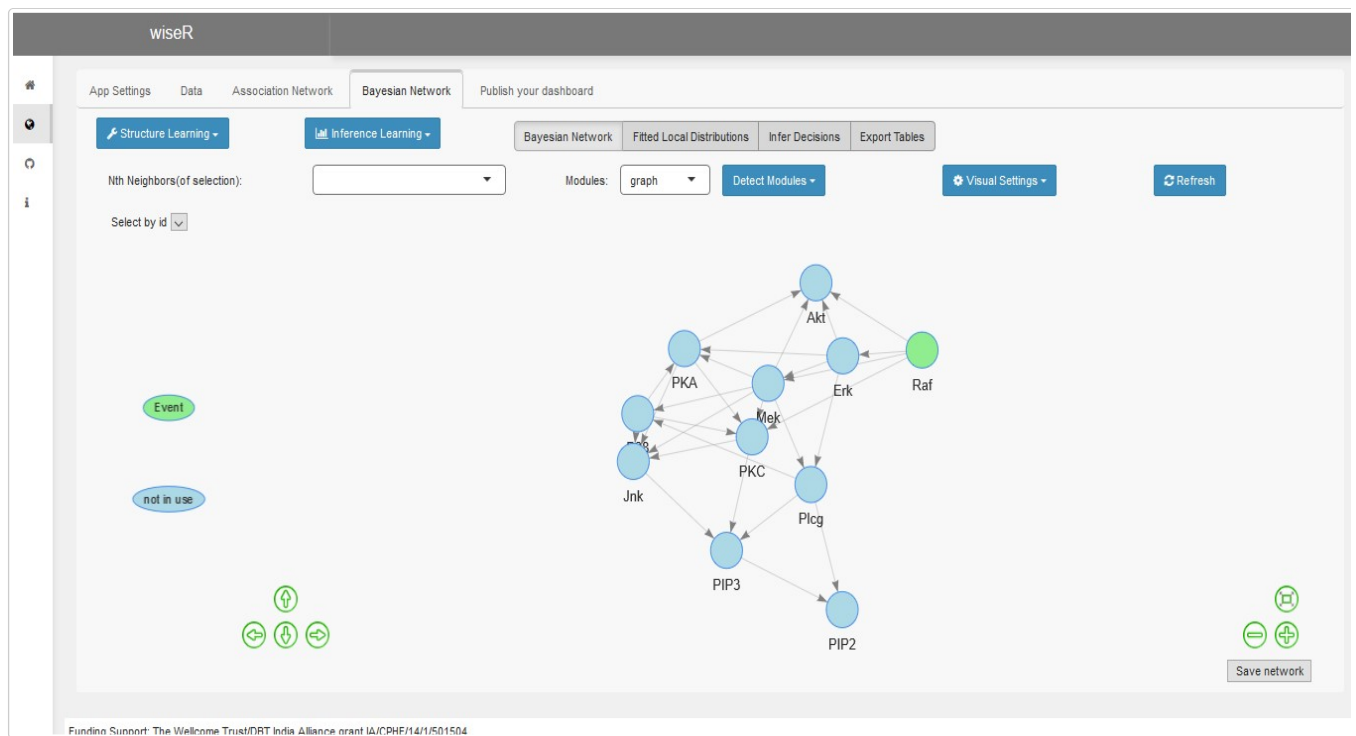 wiseR
App Settings Data Association Network Bayesian Network Publish your dashboard
Structure Learning Inference Learning Bayesian Network Fitted Local Distributions Infer Decisions Export Tables
Nth Neighbors(of selection): Modules: graph Detect Modules Visual Settings Refresh
Select by id
Akt
PKA
Erk
Raf
Event
Mek
PKC
Jnk
not in use
Plcg
PIP3
PIP2
Save network
Funding Support: The Wellcome Trust/DBT India Alliance grant IA/CPHE/14/1/501504